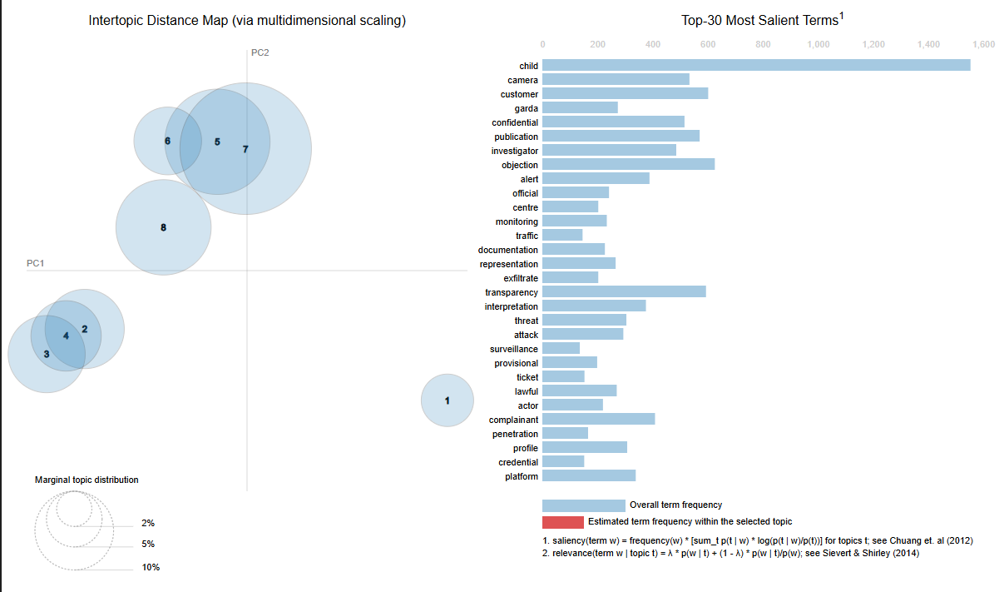 Intertopic Distance Map (via multidimensional scaling)
PC2
PC1
6
5
7
8
2
4
3
1
Marginal topic distribution
2%
5%
10%
Top-30 Most Salient Terms1
0 200 400 600 800 1,000 1,200 1,400 1,600
child
camera
customer
garda
confidential
publication
investigator
objection
alert
official
centre
monitoring
traffic
documentation
representation
exfiltrate
transparency
interpretation
threat
attack
surveillance
provisional
ticket
lawful
actor
complainant
penetration
profile
credential
platform
Overall term frequency
Estimated term frequency within the selected topic
1. saliency(term w) = frequency(w) * [sum_t p(t | w) * log(p(t | w)/p(t))] for topics t; see Chuang et. al (2012)
2. relevance(term w | topic t) = λ * p(w | t) + (1 - λ) * p(w | t)/p(w); see Sievert & Shirley (2014)